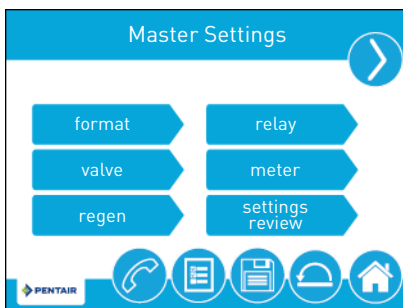 Master Settings
format
relay
valve
meter
regen
settings
review
PENTAIR